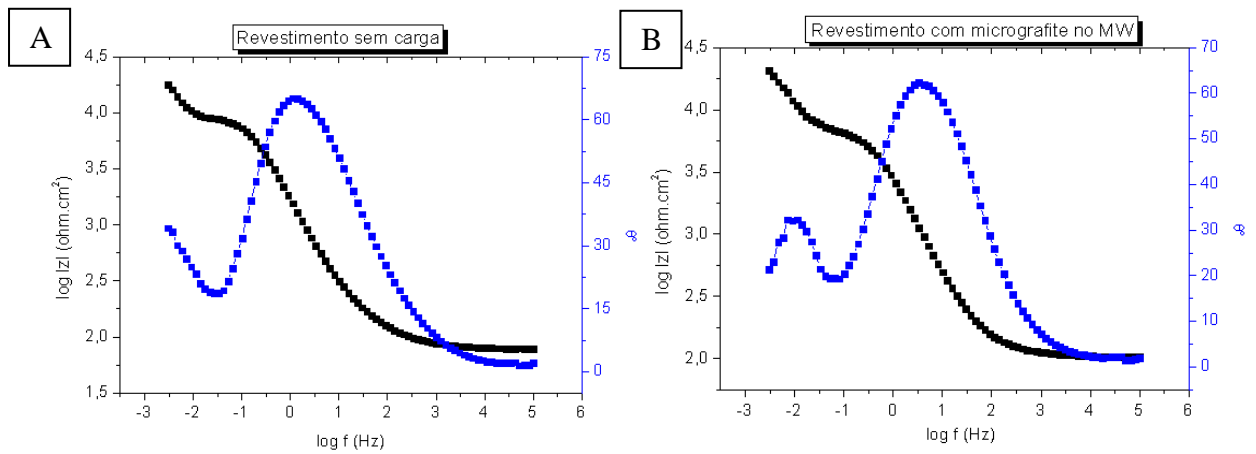 A
Revestimento sem carga
4,5
4,0
3,5
3,0
2,5
2,0
1,5
75
60
45
30
15
0
log |z| (ohm.cm²)
-θ
-3 -2 -1 0 1 2 3 4 5 6
log f (Hz)
B
Revestimento com micrografite no MW
4,5
4,0
3,5
3,0
2,5
2,0
70
60
50
40
30
20
10
0
log |z| (ohm.cm²)
-θ
-3 -2 -1 0 1 2 3 4 5 6
log f (Hz)